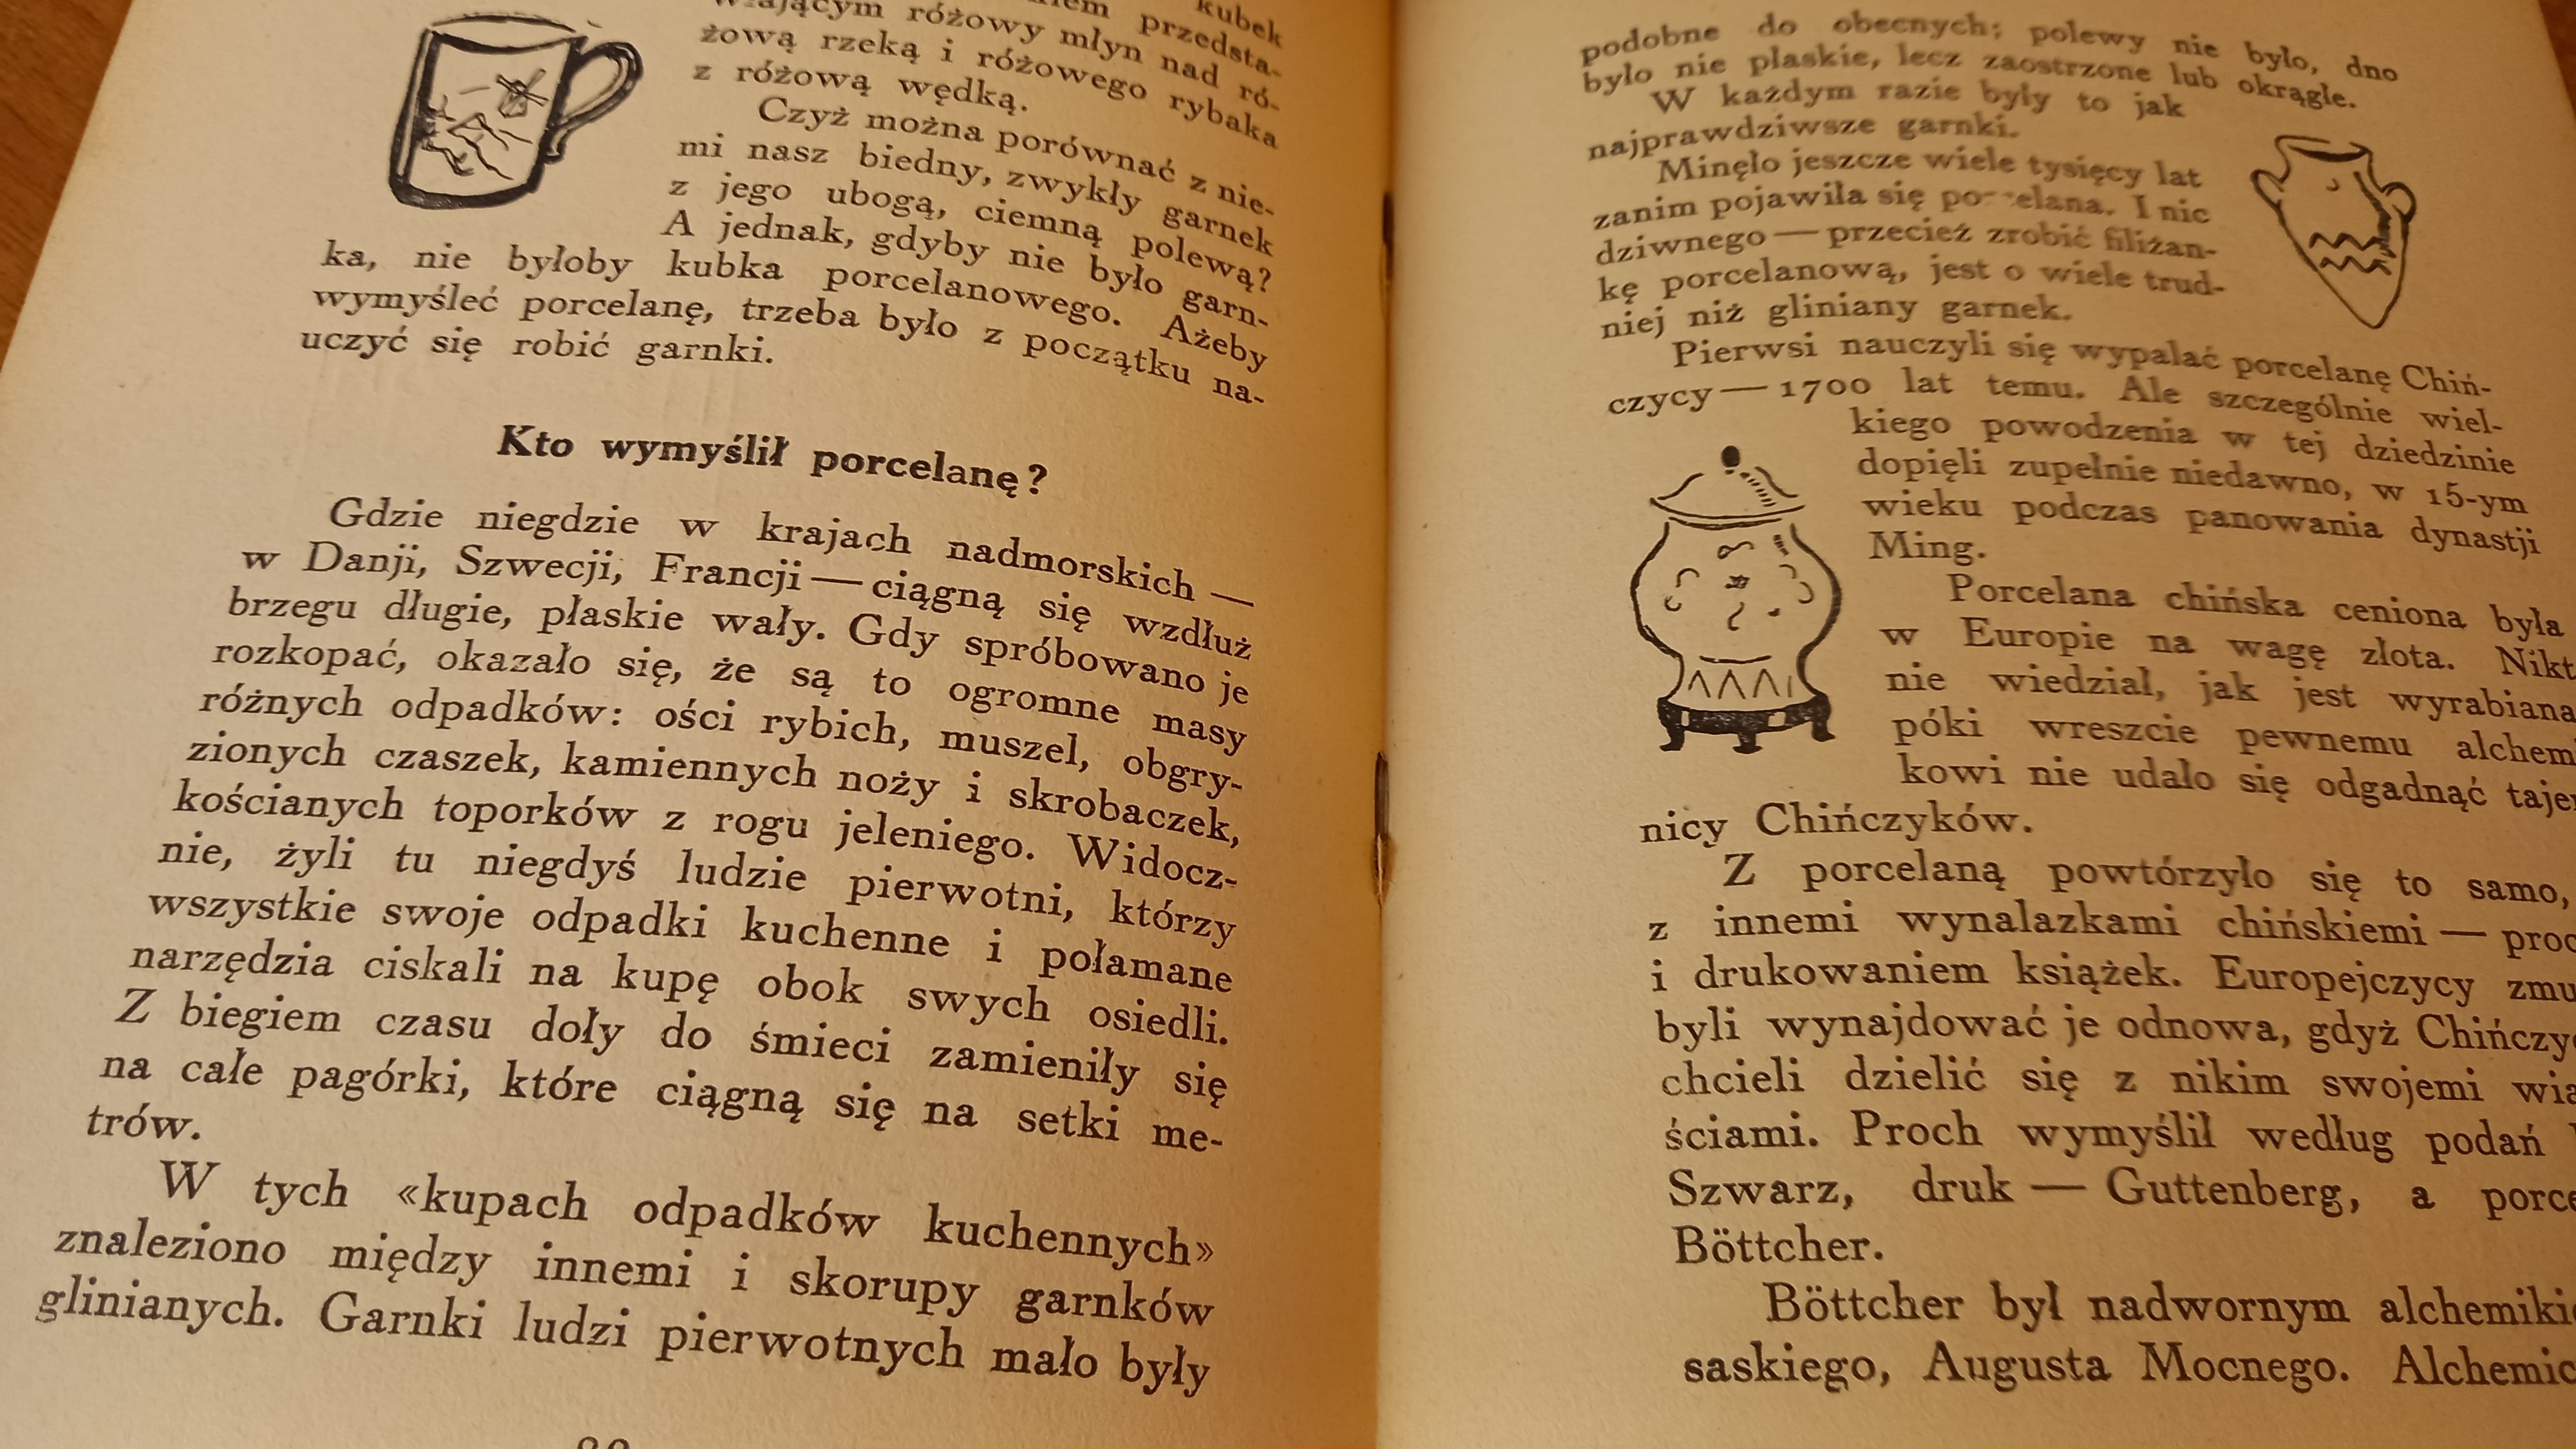 kubek
przedsta-
różowy młyn nad ró-
żową rzeką i różowego rybaka
z różową wędką.
Czyż można porównać z nie-
mi nasz biedny, zwykły garnek
z jego ubogą, ciemną polewą?
A jednak, gdyby nie było garn-
ka, nie byłoby kubka porcelanowego. Ażeby
wymyśleć porcelanę, trzeba było z początku na-
uczyć się robić garnki.
Kto wymyślił porcelanę?
Gdzie niegdzie w krajach nadmorskich —
w Danji, Szwecji, Francji — ciągną się wzdłuż
brzegu długie, płaskie wały. Gdy spróbowano je
rozkopać, okazało się, że są to ogromne masy
różnych odpadków: ości rybich, muszel, obgry-
zionych czaszek, kamiennych noży i skrobaczek,
kościanych toporków z rogu jeleniego. Widocz-
nie, żyli tu niegdyś ludzie pierwotni, którzy
wszystkie swoje odpadki kuchenne i połamane
narzędzia ciskali na kupę obok swych osiedli.
Z biegiem czasu doły do śmieci zamieniły się
na całe pagórki, które ciągną się na setki me-
trów.
W tych «kupach odpadków kuchennych»
znaleziono między innemi i skorupy garnków
glinianych. Garnki ludzi pierwotnych mało były
podobne do obecnych; polewy nie było, dno
było nie płaskie, lecz zaostrzone lub okrągłe.
W każdym razie były to jak
najprawdziwsze garnki.
Minęło jeszcze wiele tysięcy lat
zanim pojawiła się porcelana. I nic
dziwnego — przecież zrobić filiżan-
kę porcelanową, jest o wiele trud-
niej niż gliniany garnek.
Pierwsi nauczyli się wypalać porcelanę Chiń-
czycy — 1700 lat temu. Ale szczególnie wiel-
kiego powodzenia w tej dziedzinie
dopięli zupełnie niedawno, w 15-ym
wieku podczas panowania dynastji
Ming.
Porcelana chińska ceniona była
w Europie na wagę złota. Nikt
nie wiedział, jak jest wyrabiana
póki wreszcie pewnemu alchemi
kowi nie udało się odgadnąć tajem
nicy Chińczyków.
Z porcelaną powtórzyło się to samo,
z innemi wynalazkami chińskiemi — proc
i drukowaniem książek. Europejczycy zmu
byli wynajdować je odnowa, gdyż Chińczy
chcieli dzielić się z nikim swojemi wia
ściami. Proch wymyślił według podań
Szwarz, druk — Guttenberg, a porce
Böttcher.
Böttcher był nadwornym alchemiki
saskiego, Augusta Mocnego. Alchemic